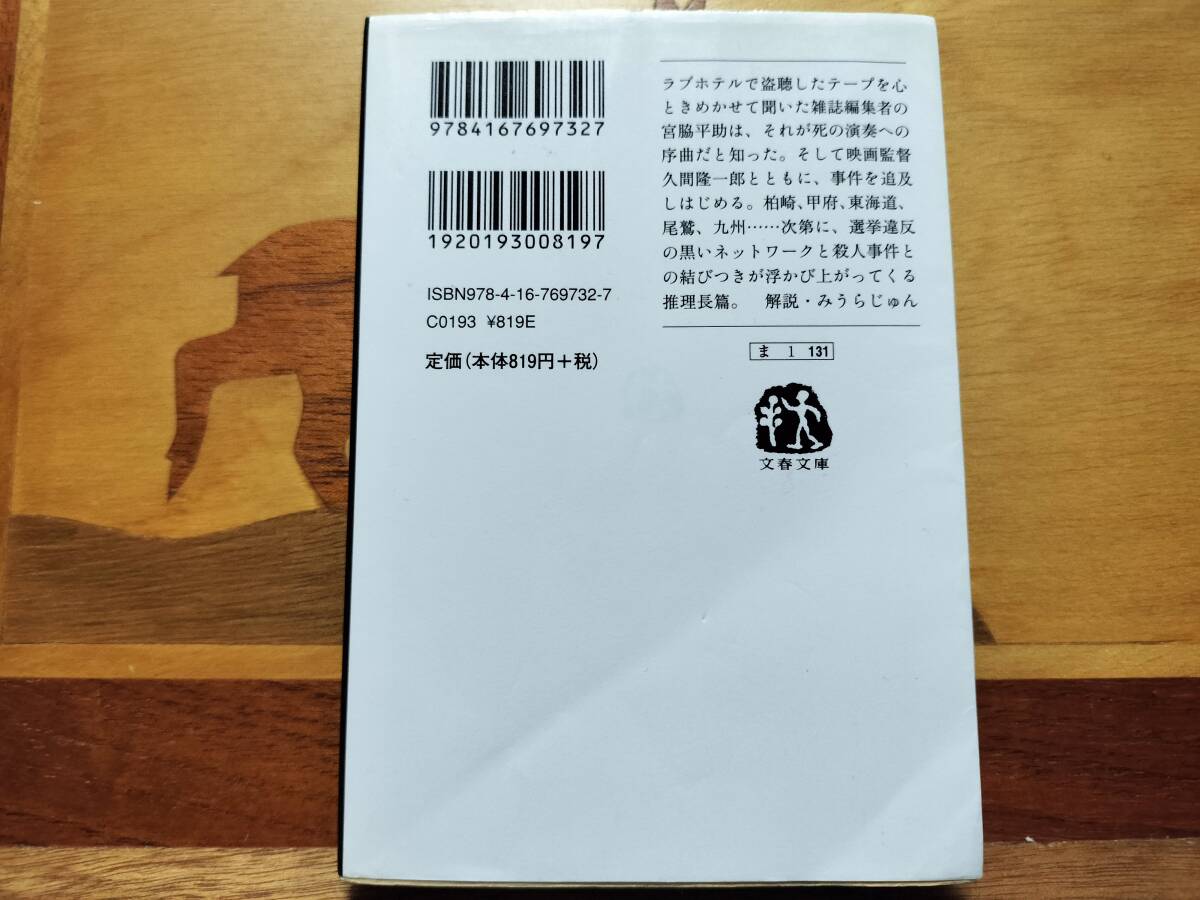 9784167697327
1920193008197
ISBN978-4-16-769732-7
C0193 ¥819E
定価(本体819円+税)
ラブホテルで盗聴したテープを心
ときめかせて聞いた雑誌編集者の
宮脇平助は、それが死の演奏への
序曲だと知った。そして映画監督
久間隆一郎とともに、事件を追及
しはじめる。柏崎、甲府、東海道、
尾鷲、九州……次第に、選挙違反
の黒いネットワークと殺人事件と
の結びつきが浮かび上がってくる
推理長篇。 解説・みうらじゅん
ま 1 131
文春文庫